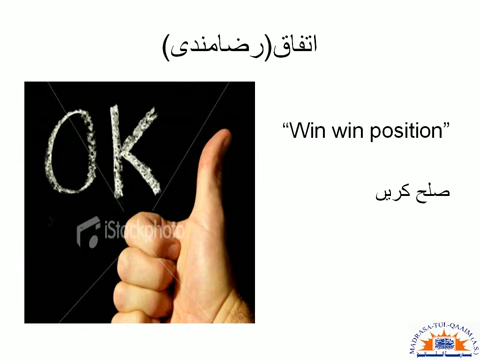 اتفاق(رضامندی)
OK
iStockphoto
“Win win position”
صلح کریں
MADRASA-TUL-QAAIM (A.S)